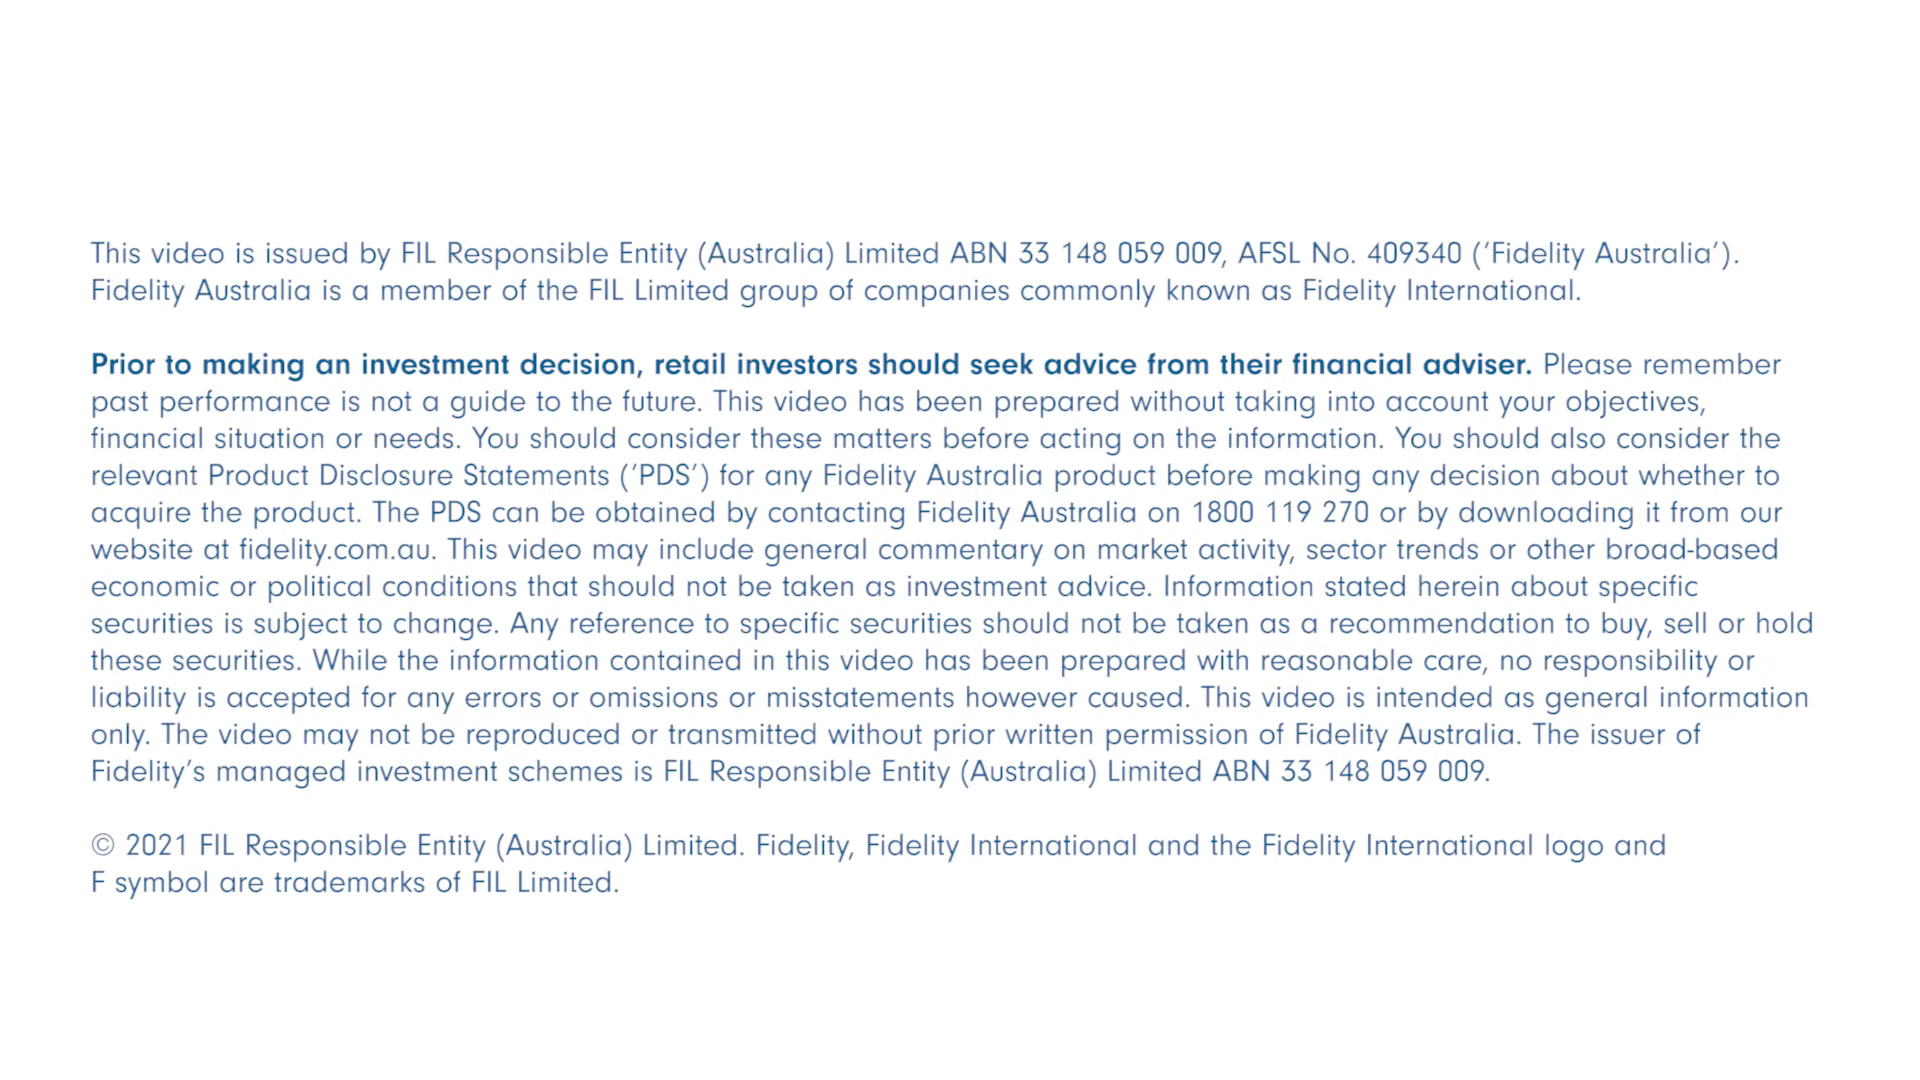 This video is issued by FIL Responsible Entity (Australia) Limited ABN 33 148 059 009, AFSL No. 409340 (‘Fidelity Australia’).
Fidelity Australia is a member of the FIL Limited group of companies commonly known as Fidelity International.
Prior to making an investment decision, retail investors should seek advice from their financial adviser. Please remember
past performance is not a guide to the future. This video has been prepared without taking into account your objectives,
financial situation or needs. You should consider these matters before acting on the information. You should also consider the
relevant Product Disclosure Statements (‘PDS’) for any Fidelity Australia product before making any decision about whether to
acquire the product. The PDS can be obtained by contacting Fidelity Australia on 1800 119 270 or by downloading it from our
website at fidelity.com.au. This video may include general commentary on market activity, sector trends or other broad-based
economic or political conditions that should not be taken as investment advice. Information stated herein about specific
securities is subject to change. Any reference to specific securities should not be taken as a recommendation to buy, sell or hold
these securities. While the information contained in this video has been prepared with reasonable care, no responsibility or
liability is accepted for any errors or omissions or misstatements however caused. This video is intended as general information
only. The video may not be reproduced or transmitted without prior written permission of Fidelity Australia. The issuer of
Fidelity’s managed investment schemes is FIL Responsible Entity (Australia) Limited ABN 33 148 059 009.
© 2021 FIL Responsible Entity (Australia) Limited. Fidelity, Fidelity International and the Fidelity International logo and
F symbol are trademarks of FIL Limited.